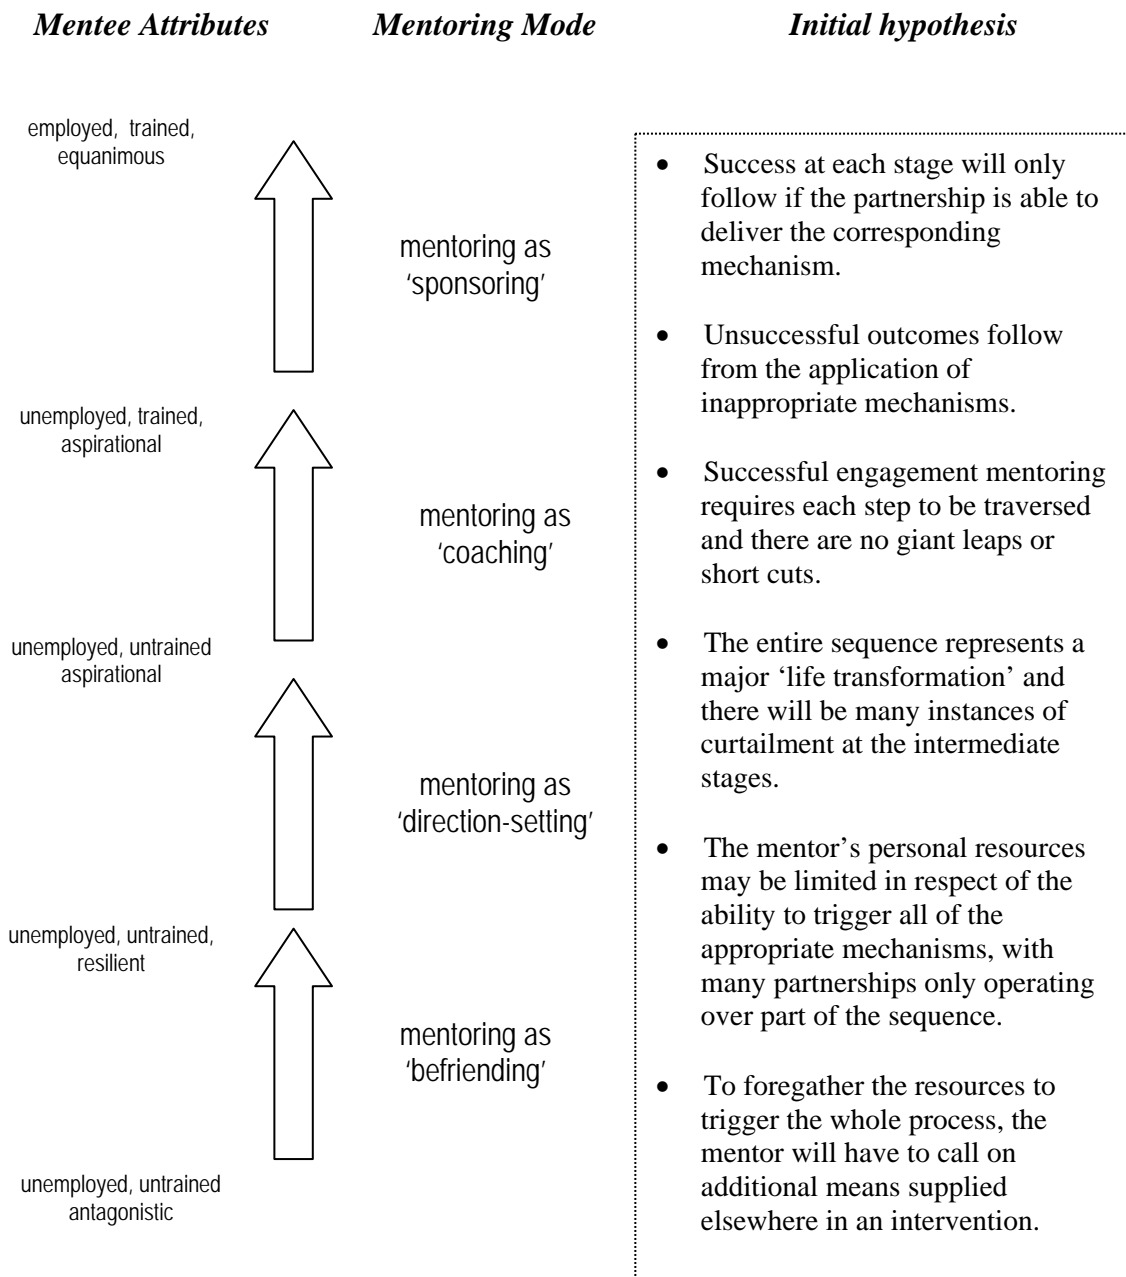 Mentee Attributes
Mentoring Mode
Initial hypothesis
employed, trained,
equanimous
mentoring as
‘sponsoring’
unemployed, trained,
aspirational
mentoring as
‘coaching’
unemployed, untrained
aspirational
mentoring as
‘direction-setting’
unemployed, untrained,
resilient
mentoring as
‘befriending’
unemployed, untrained
antagonistic
• Success at each stage will only
follow if the partnership is able to
deliver the corresponding
mechanism.
• Unsuccessful outcomes follow
from the application of
inappropriate mechanisms.
• Successful engagement mentoring
requires each step to be traversed
and there are no giant leaps or
short cuts.
• The entire sequence represents a
major ‘life transformation’ and
there will be many instances of
curtailment at the intermediate
stages.
• The mentor’s personal resources
may be limited in respect of the
ability to trigger all of the
appropriate mechanisms, with
many partnerships only operating
over part of the sequence.
• To foregather the resources to
trigger the whole process, the
mentor will have to call on
additional means supplied
elsewhere in an intervention.